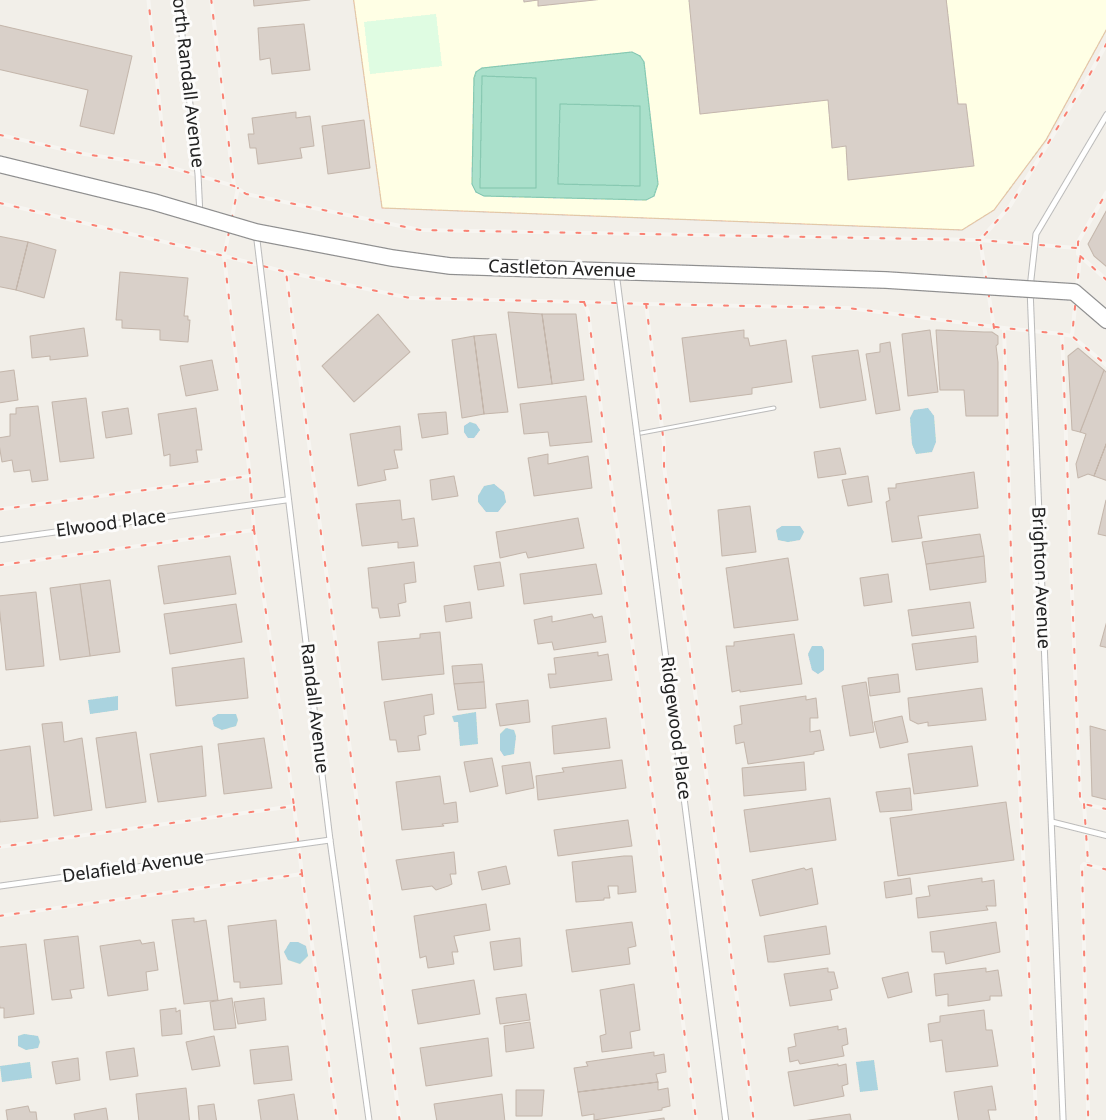 orth Randall Avenue
Castleton Avenue
Elwood Place
Brighton Avenue
Randall Avenue
Ridgewood Place
Delafield Avenue